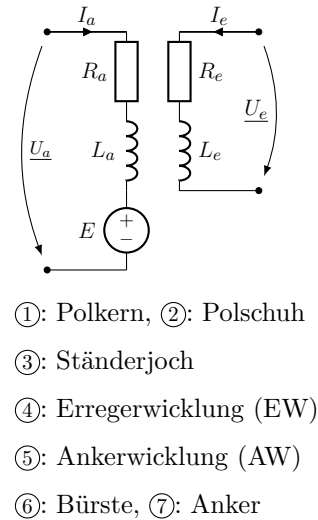 I_a I_e
R_a R_e
U_a L_a L_e U_e
E + −
①: Polkern, ②: Polschuh
③: Ständerjoch
④: Erregerwicklung (EW)
⑤: Ankerwicklung (AW)
⑥: Bürste, ⑦: Anker